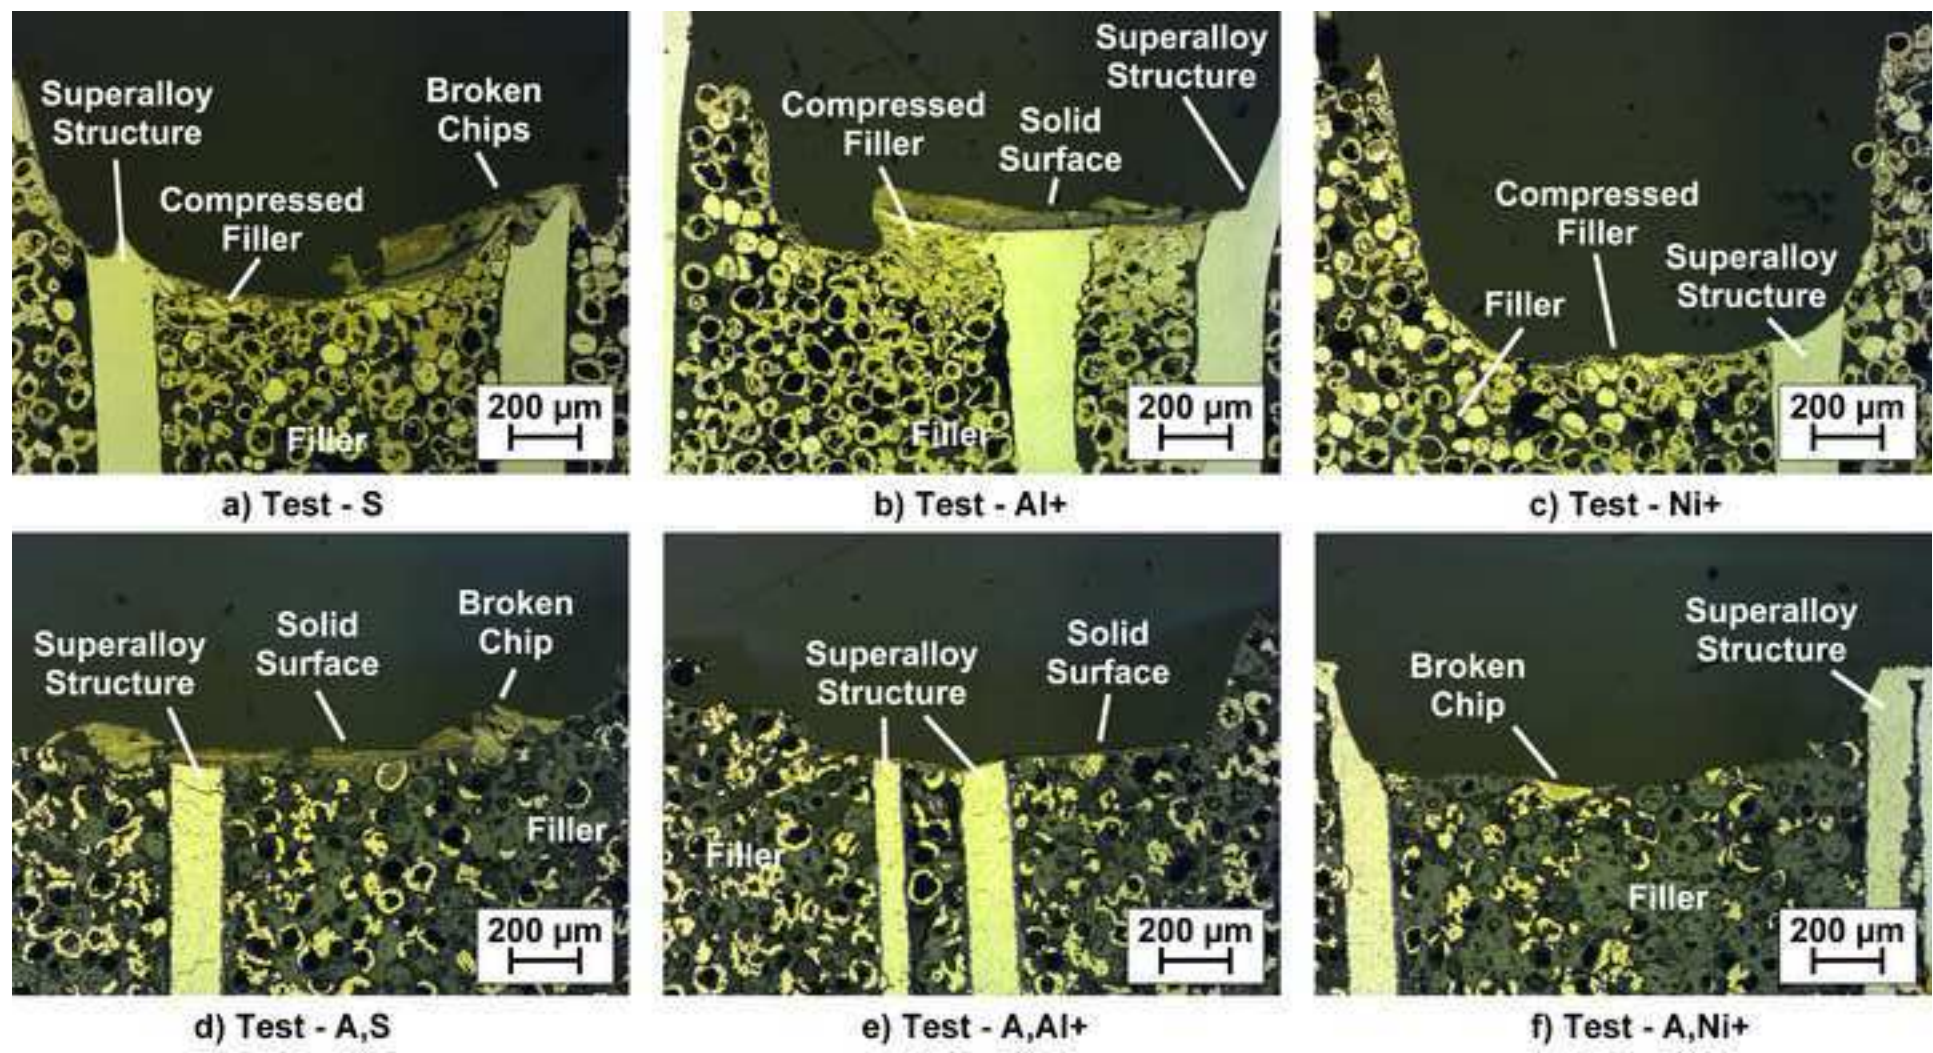 Superalloy
Structure
Broken
Chips
Compressed
Filler
Filler
200 µm
a) Test - S
Superalloy
Structure
Compressed
Filler
Solid
Surface
Filler
200 µm
b) Test - Al+
Compressed
Filler
Superalloy
Structure
Filler
200 µm
c) Test - Ni+
Superalloy
Structure
Solid
Surface
Broken
Chip
Filler
200 µm
d) Test - A,S
Superalloy
Structure
Solid
Surface
Filler
200 µm
e) Test - A,Al+
Superalloy
Structure
Broken
Chip
Filler
200 µm
f) Test - A,Ni+